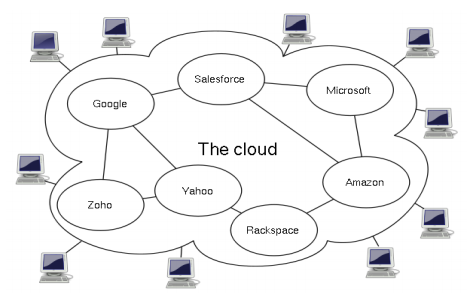 Salesforce
Microsoft
Google
The cloud
Amazon
Yahoo
Zoho
Rackspace